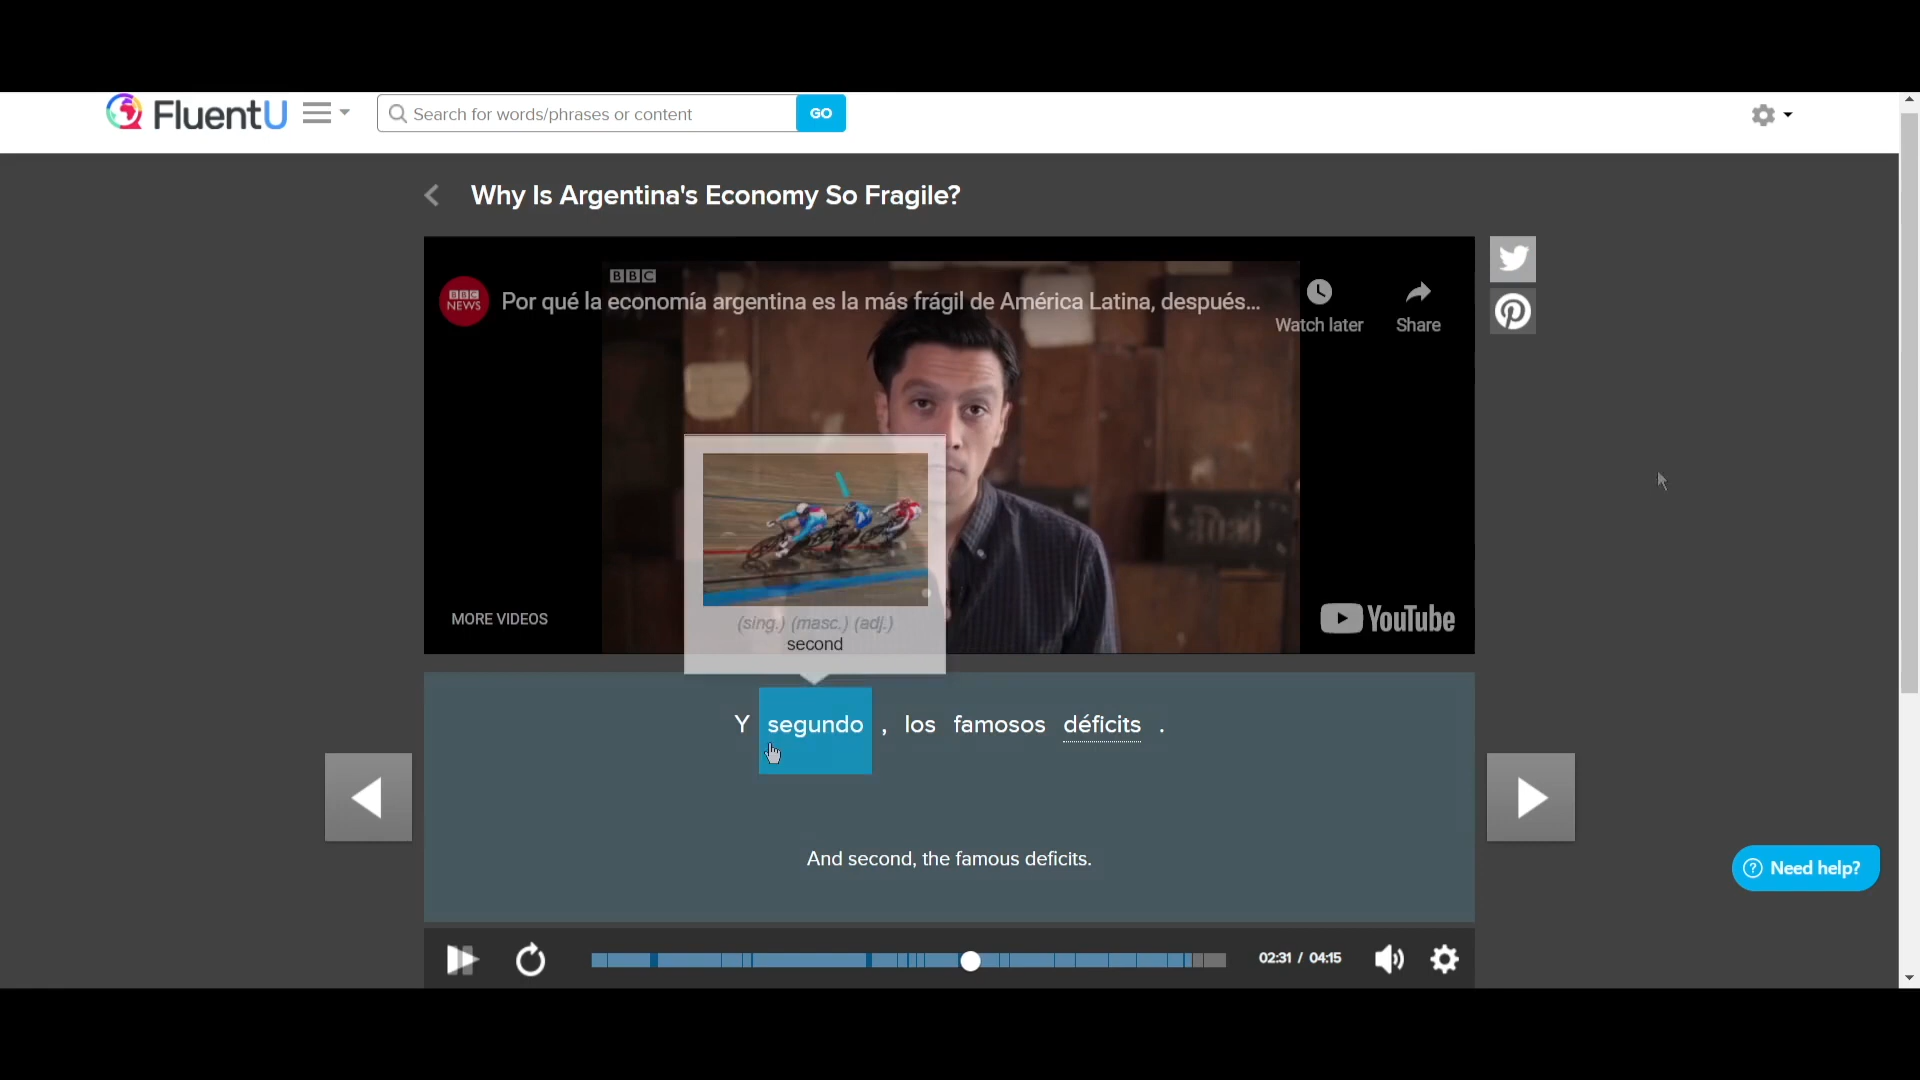 FluentU
Search for words/phrases or content
GO
Why Is Argentina's Economy So Fragile?
BBC
BBC
NEWS
Por qué la economía argentina es la más frágil de América Latina, después...
Watch later
Share
MORE VIDEOS
YouTube
(sing.) (masc.) (adj.)
second
Y segundo , los famosos déficits .
And second, the famous deficits.
? Need help?
02:31 / 04:15